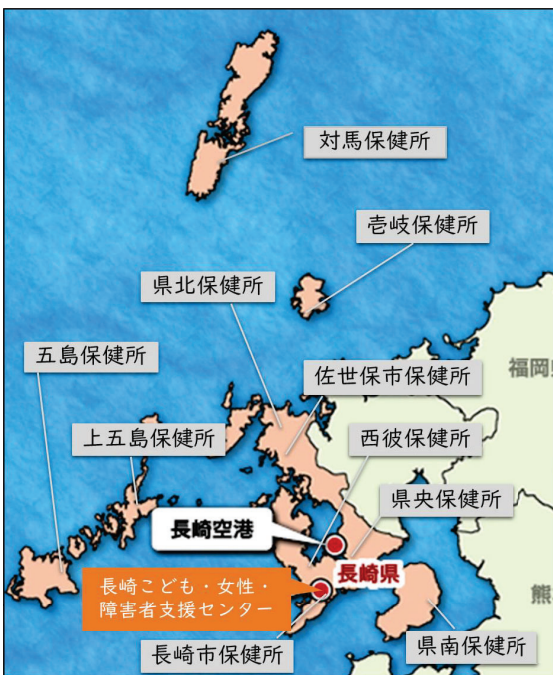 対馬保健所
壱岐保健所
県北保健所
五島保健所
佐世保市保健所
上五島保健所
西彼保健所
県央保健所
長崎空港
長崎県
長崎こども・女性・
障害者支援センター
長崎市保健所
県南保健所
福岡
熊